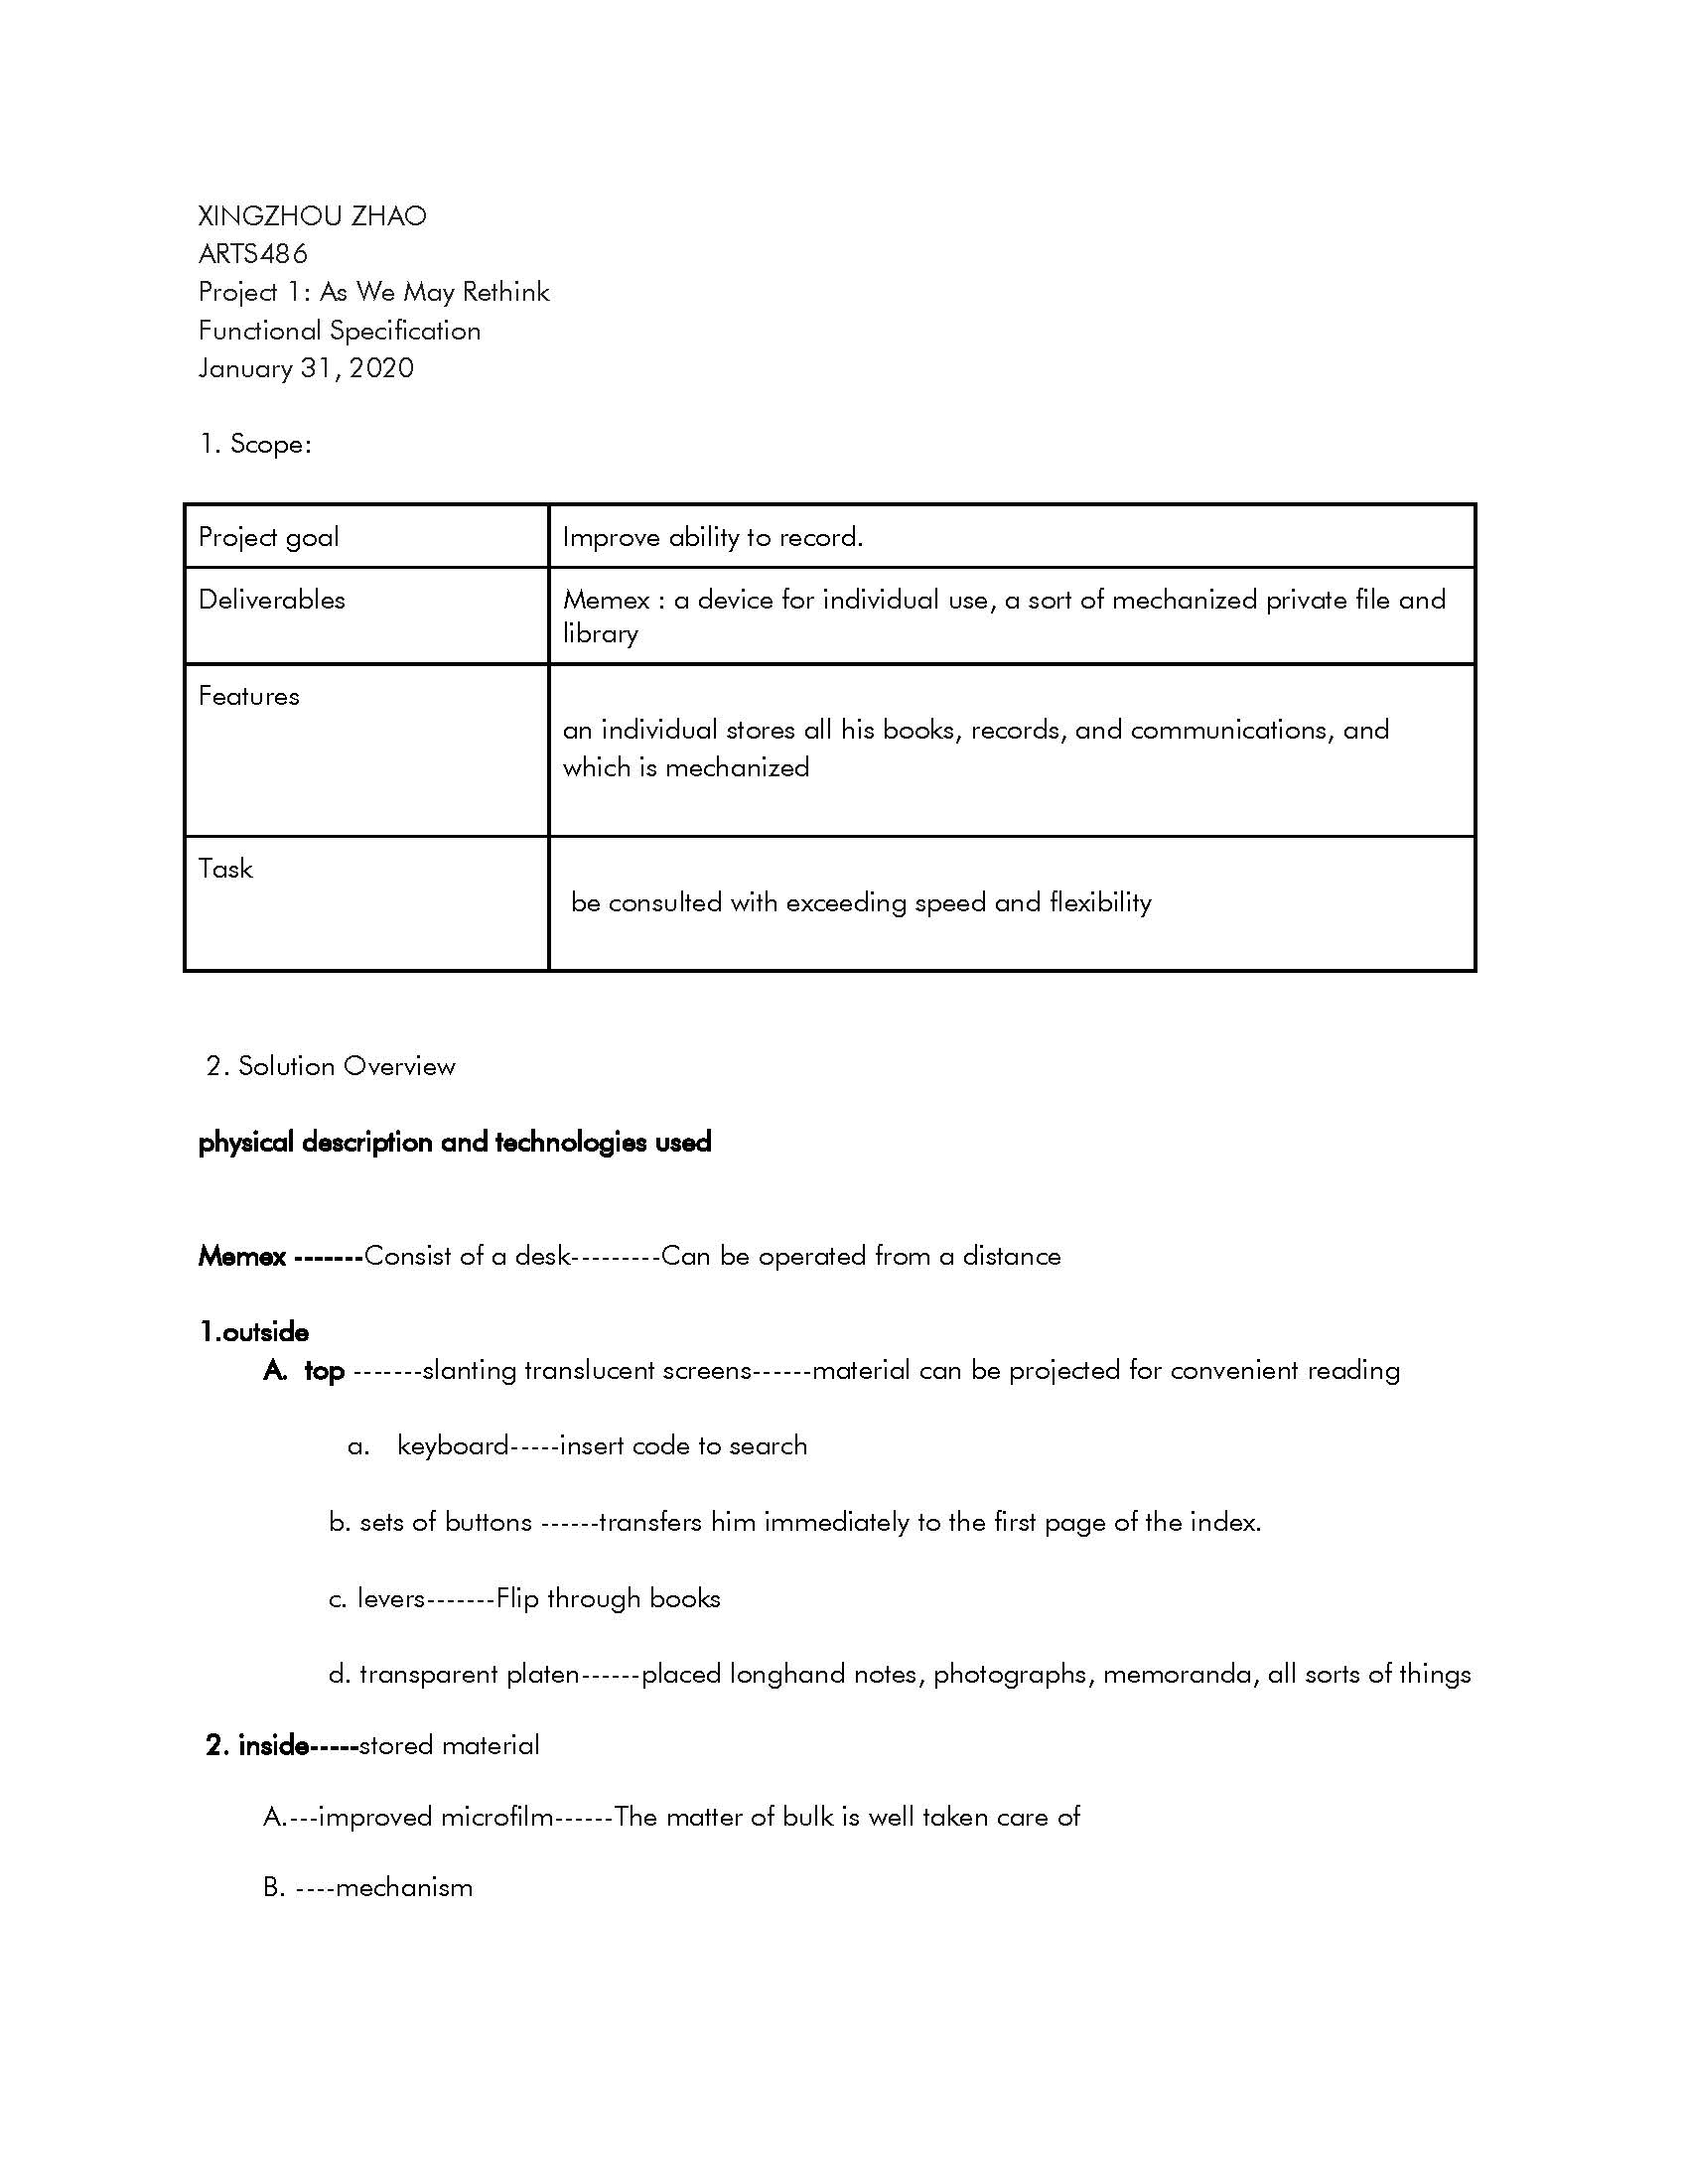 XINGZHOU ZHAO
ARTS486
Project 1: As We May Rethink
Functional Specification
January 31, 2020
1. Scope:
Project goal
Improve ability to record.
Deliverables
Memex : a device for individual use, a sort of mechanized private file and
library
Features
an individual stores all his books, records, and communications, and
which is mechanized
Task
be consulted with exceeding speed and flexibility
2. Solution Overview
physical description and technologies used
Memex -------Consist of a desk---------Can be operated from a distance
1.outside
A. top -------slanting translucent screens------material can be projected for convenient reading
a. keyboard-----insert code to search
b. sets of buttons ------transfers him immediately to the first page of the index.
c. levers-------Flip through books
d. transparent platen------placed longhand notes, photographs, memoranda, all sorts of things
2. inside-----stored material
A.---improved microfilm------The matter of bulk is well taken care of
B. ----mechanism